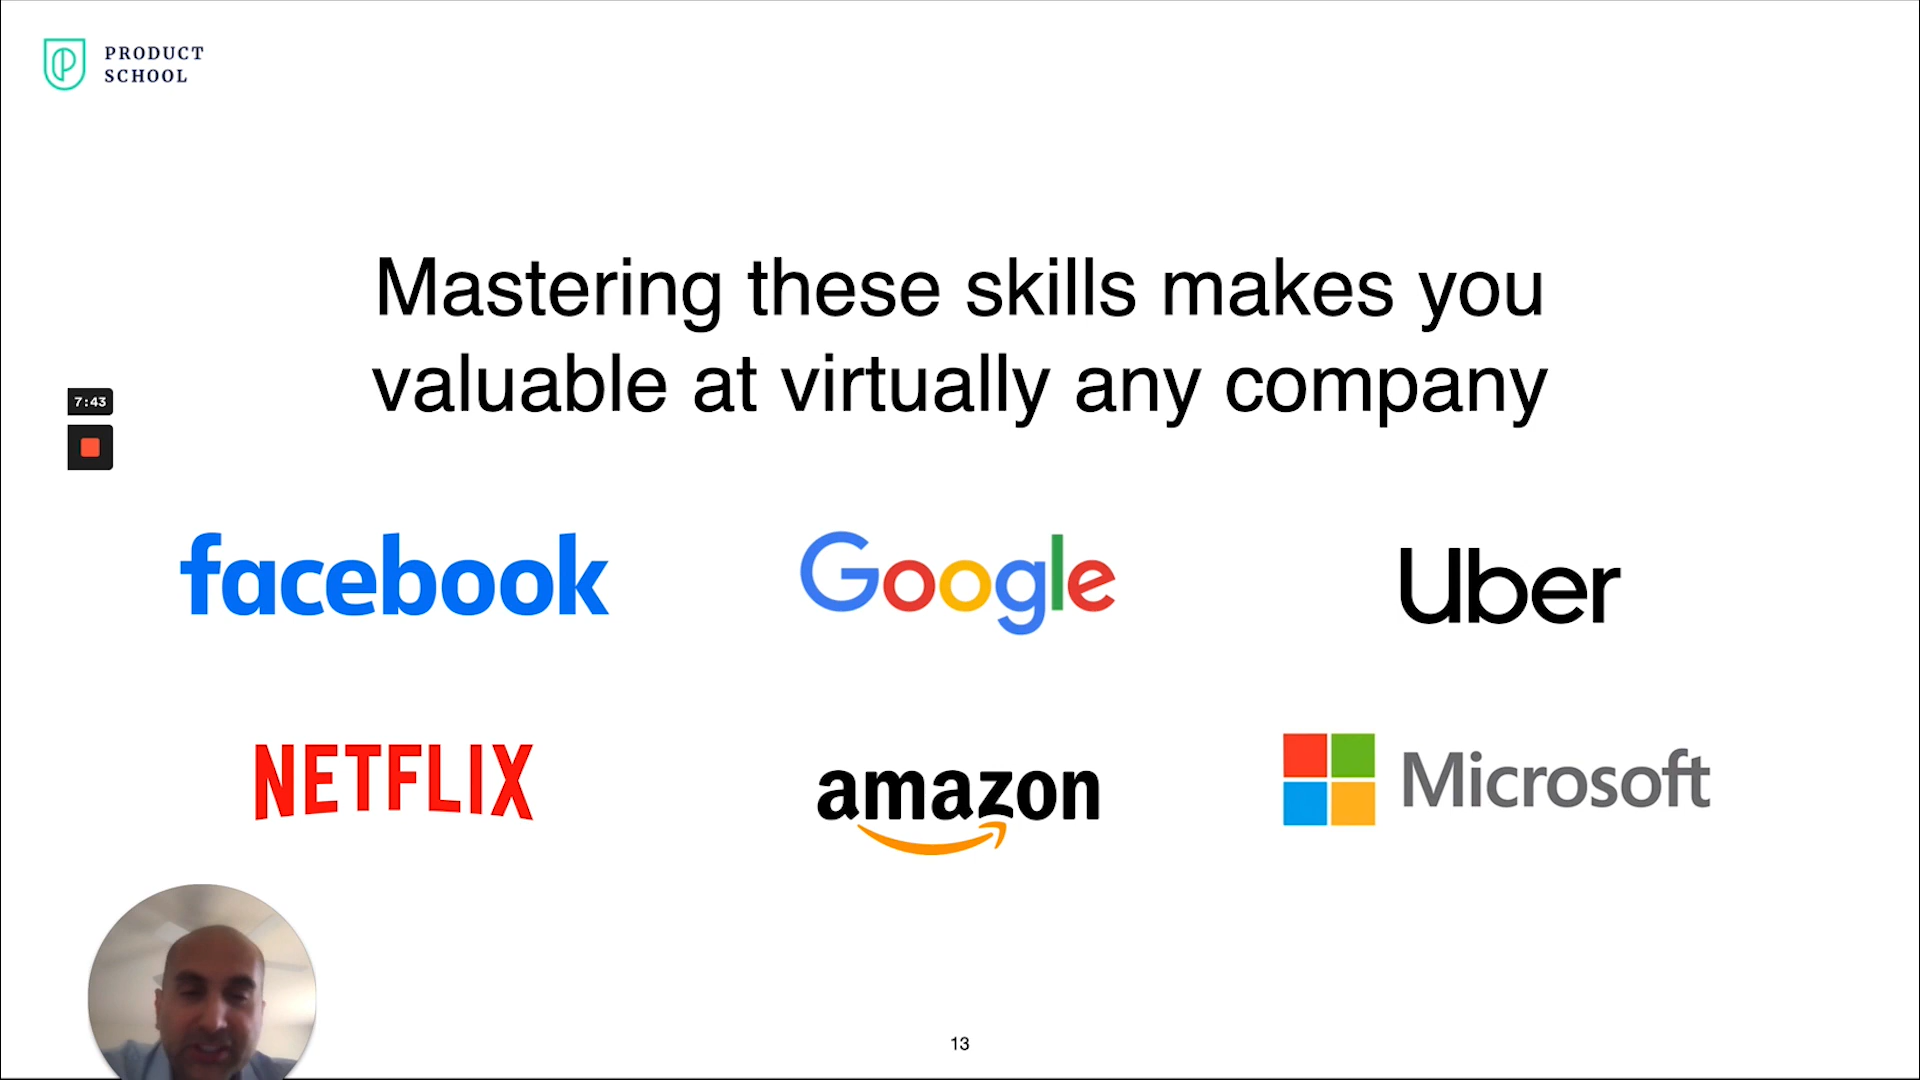 PRODUCT
SCHOOL
Mastering these skills makes you
valuable at virtually any company
7:43
facebook
Google
Uber
NETFLIX
amazon
Microsoft
13